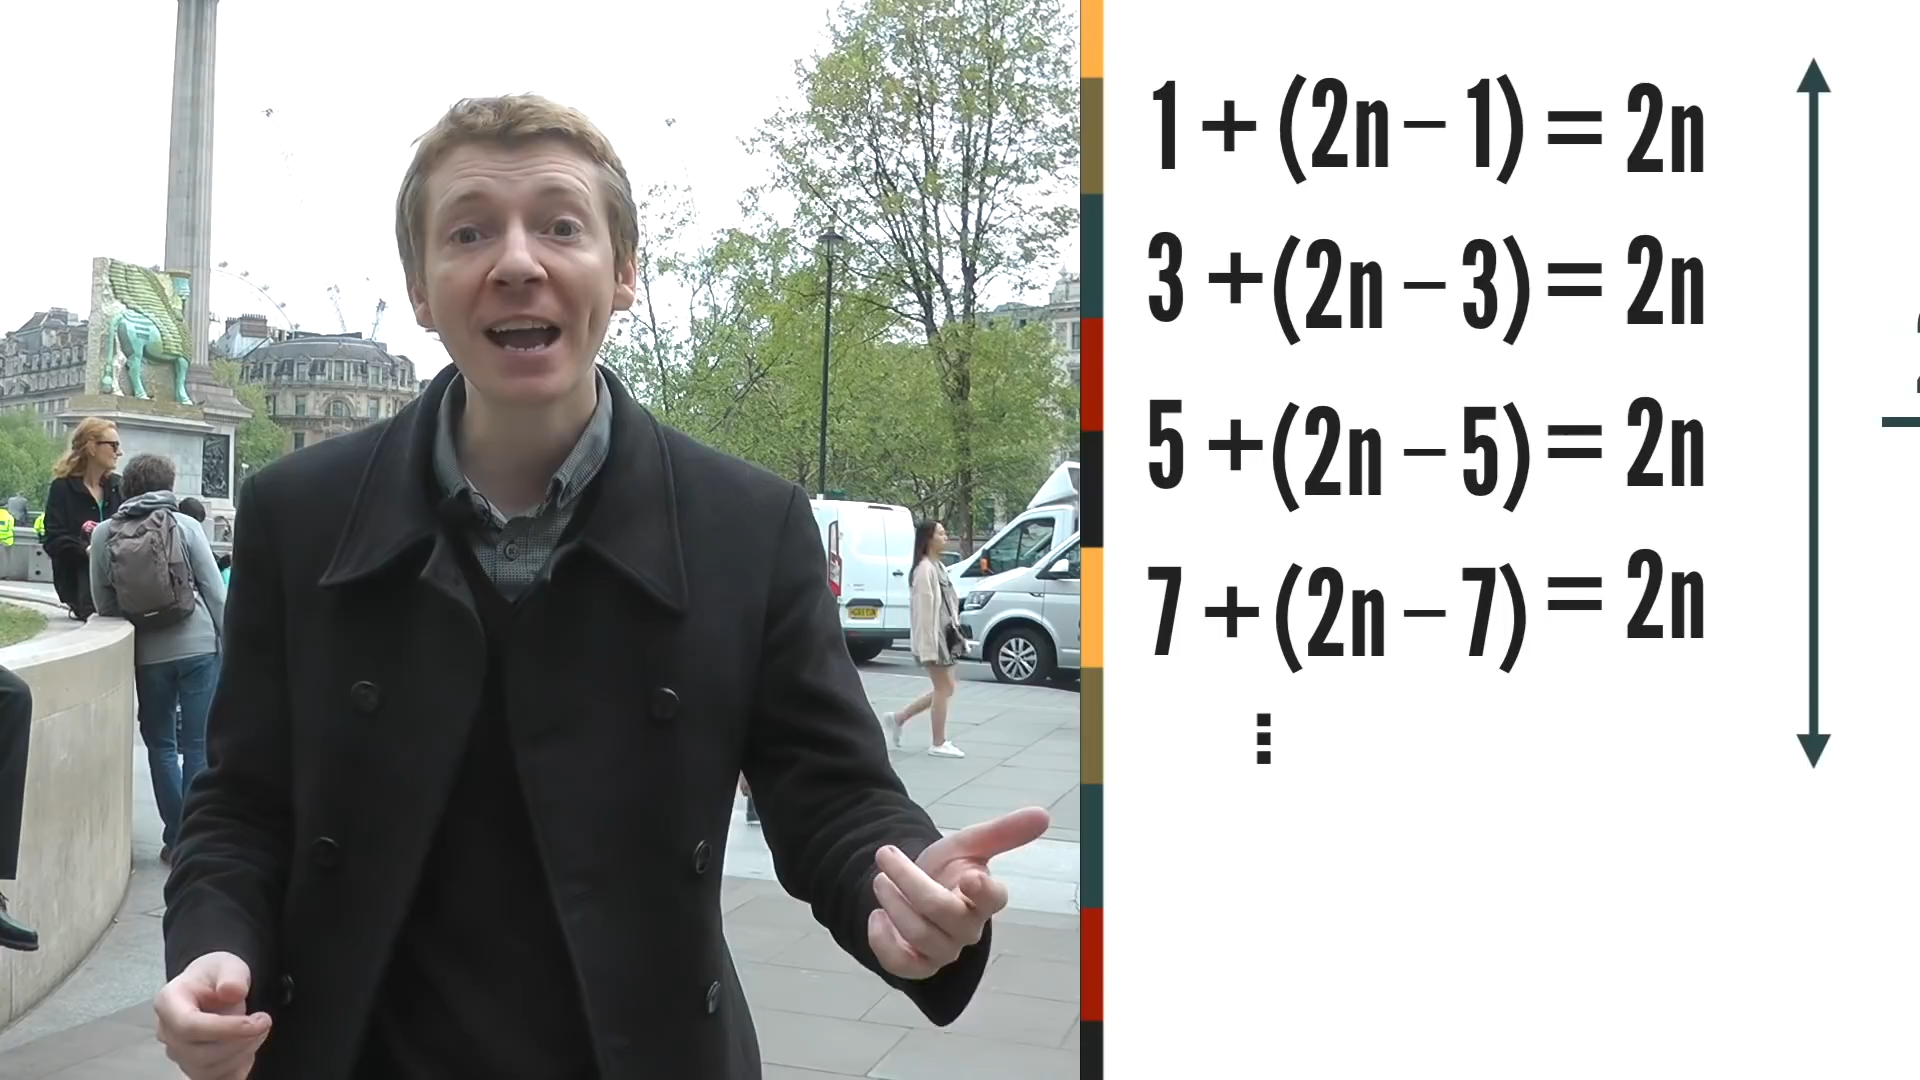 1 + (2n – 1) = 2n
3 + (2n – 3) = 2n
5 + (2n – 5) = 2n
7 + (2n – 7) = 2n
⋮